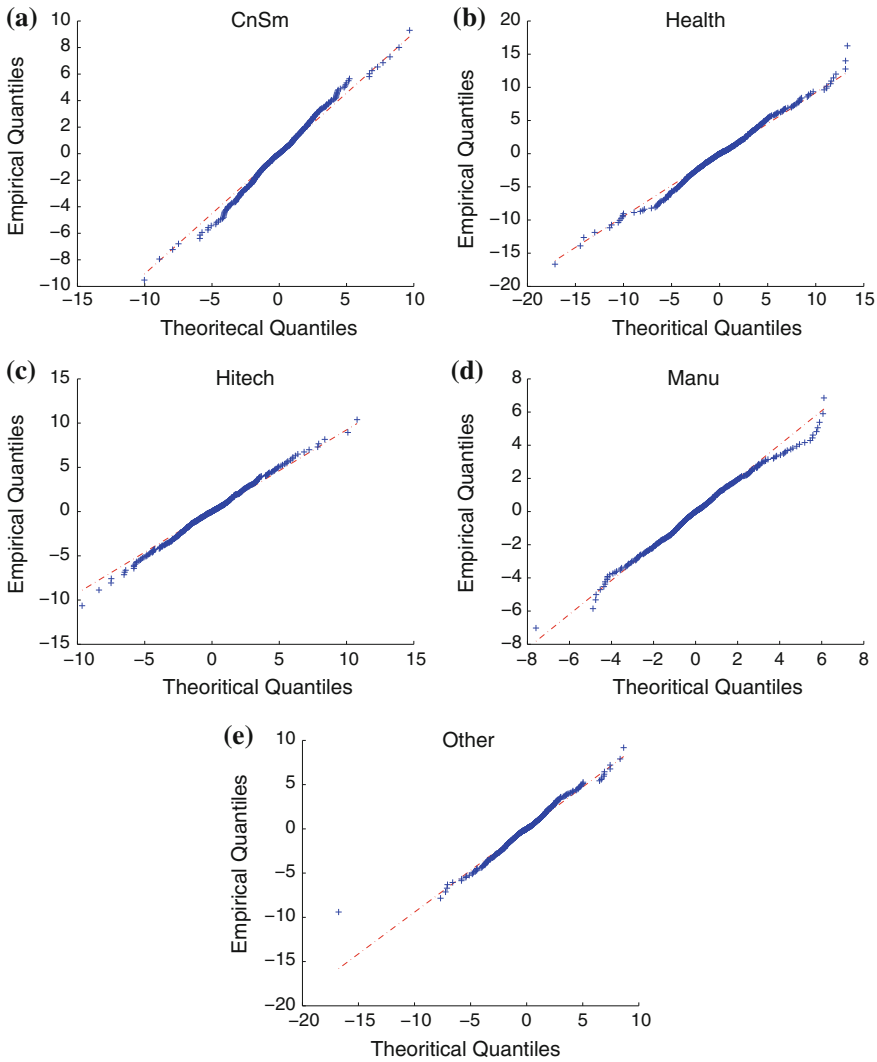 (a) CnSm
10
8
6
4
2
0
−2
−4
−6
−8
−10
Empirical Quantiles
−15 −10 −5 0 5 10
Theoritecal Quantiles
(b) Health
20
15
10
5
0
−5
−10
−15
−20
Empirical Quantiles
−20 −15 −10 −5 0 5 10 15
Theoritical Quantiles
(c) Hitech
15
10
5
0
−5
−10
−15
Empirical Quantiles
−10 −5 0 5 10 15
Theoritical Quantiles
(d) Manu
8
6
4
2
0
−2
−4
−6
−8
Empirical Quantiles
−8 −6 −4 −2 0 2 4 6 8
Theoritical Quantiles
(e) Other
10
5
0
−5
−10
−15
−20
Empirical Quantiles
−20 −15 −10 −5 0 5 10
Theoritical Quantiles